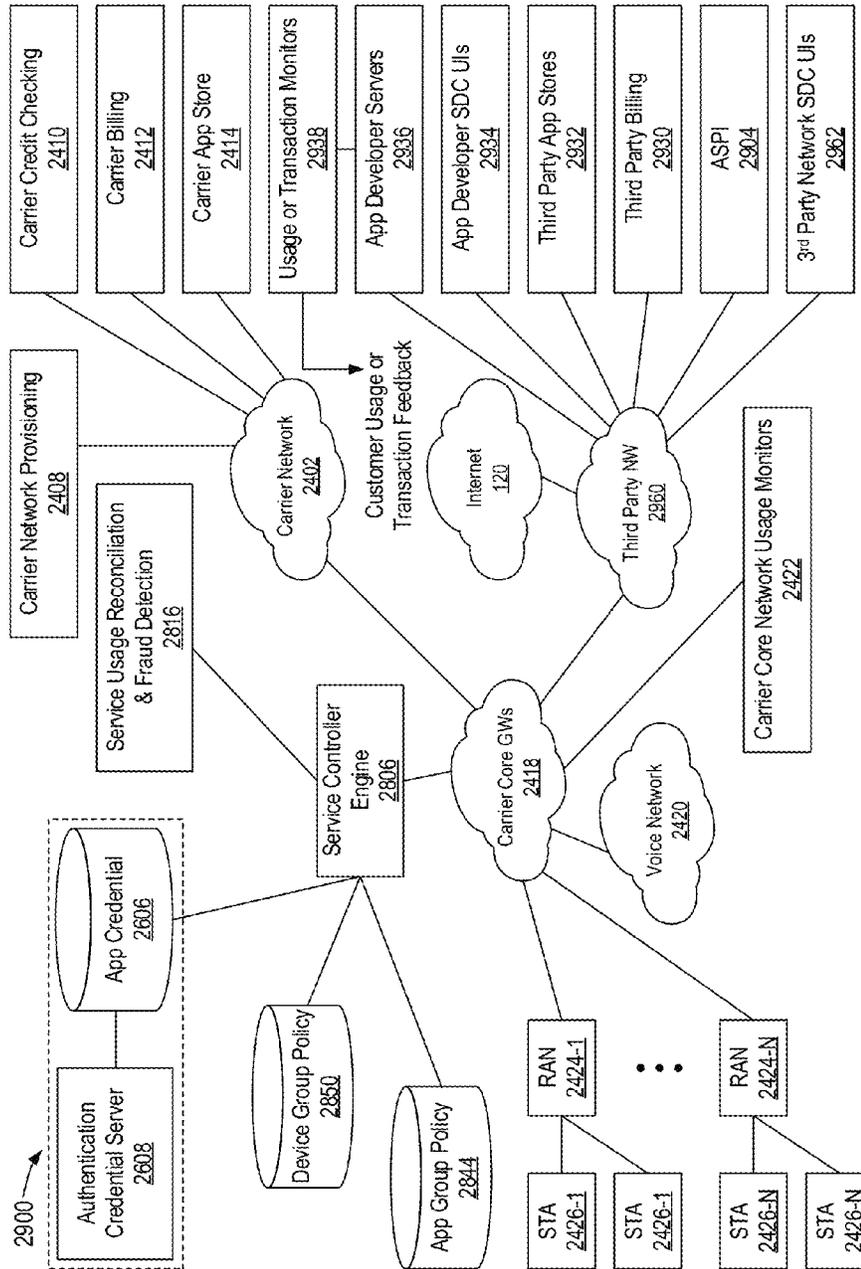 2900
Authentication
Credential Server
2608
App Credential
2606
Device Group Policy
2850
App Group Policy
2844
STA
2426-1
STA
2426-1
STA
2426-N
STA
2426-N
RAN
2424-1
RAN
2424-N
Service Usage Reconciliation
& Fraud Detection
2816
Service Controller
Engine
2806
Carrier Core GWs
2418
Voice Network
2420
Carrier Core Network Usage Monitors
2422
Carrier Network Provisioning
2408
Carrier Network
2402
Customer Usage or
Transaction Feedback
Internet
120
Third Party NW
2960
Carrier Credit Checking
2410
Carrier Billing
2412
Carrier App Store
2414
Usage or Transaction Monitors
2938
App Developer Servers
2936
App Developer SDC UIs
2934
Third Party App Stores
2932
Third Party Billing
2930
ASPI
2904
3rd Party Network SDC UIs
2962